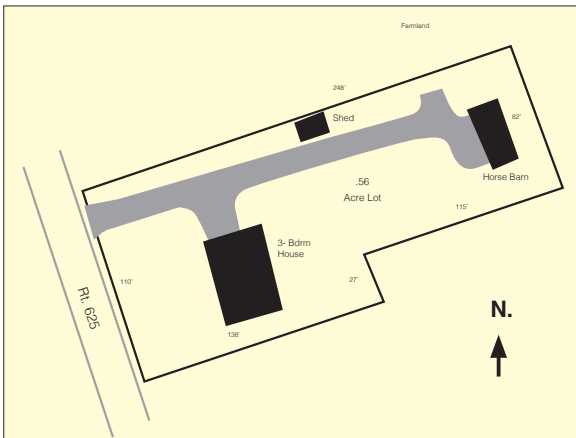 Farmland
248'
Shed
82'
.56
Acre Lot
Horse Barn
115'
3- Bdrm
House
27'
110'
Rt. 625
138'
N.